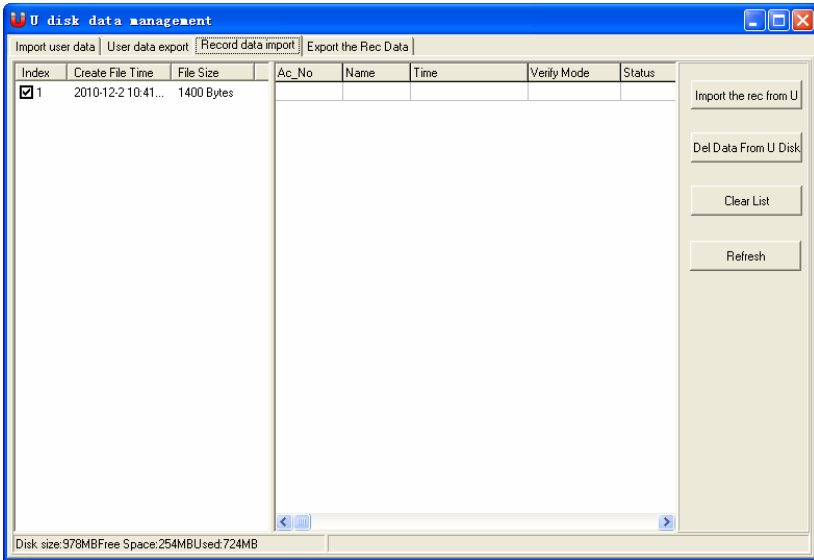 U disk data management
Import user data User data export Record data import Export the Rec Data
Index Create File Time File Size Ac_No Name Time Verify Mode Status
1 2010-12-2 10:41... 1400 Bytes
Import the rec from U
Del Data From U Disk
Clear List
Refresh
Disk size:978MBFree Space:254MBUsed:724MB